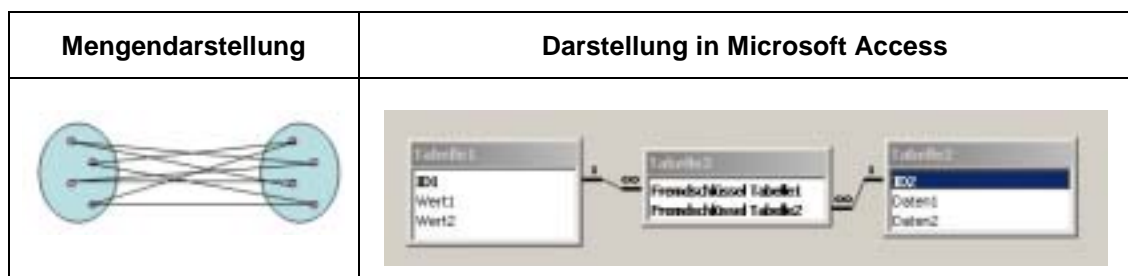 Mengendarstellung
Darstellung in Microsoft Access
Tabelle1
ID1
Wert1
Wert2
1
∞
Tabelle3
Fremdschlüssel Tabelle1
Fremdschlüssel Tabelle2
∞
1
Tabelle2
ID2
Daten1
Daten2